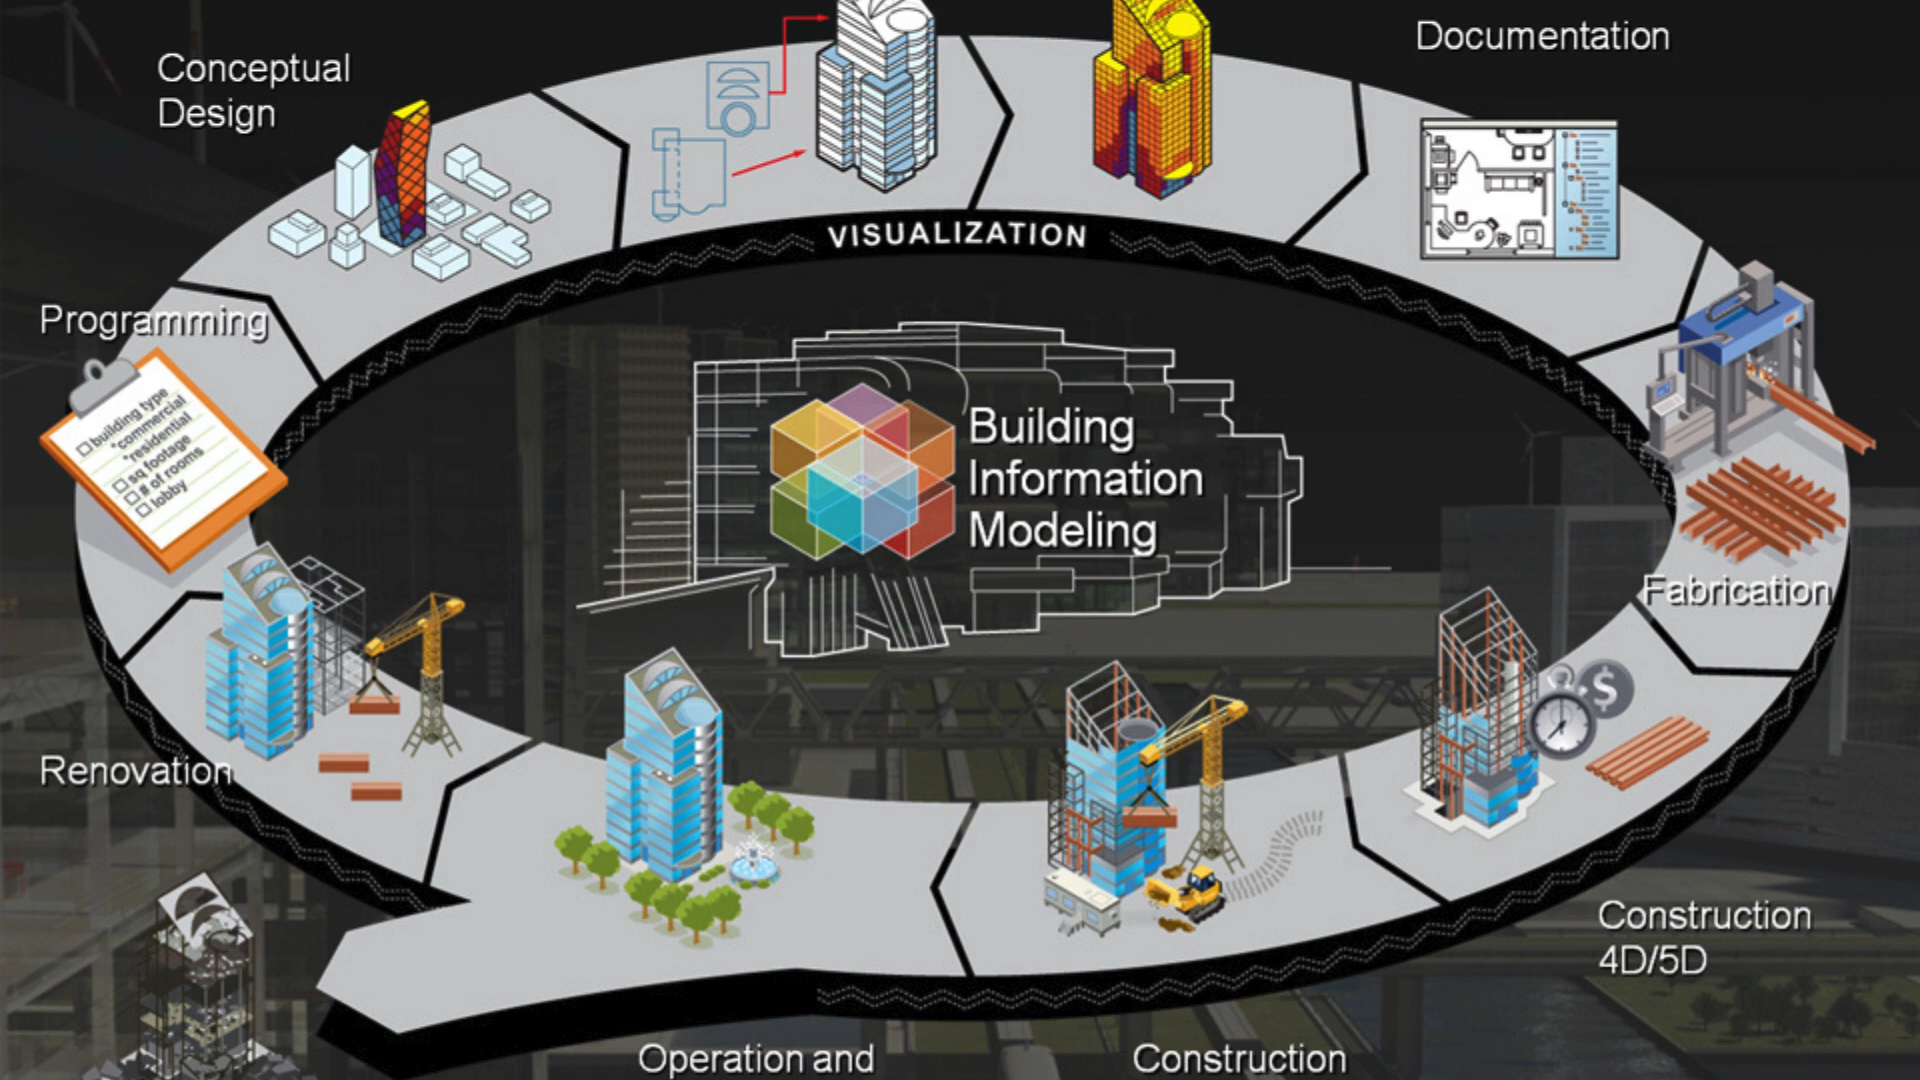 Conceptual
Design
Documentation
VISUALIZATION
Programming
building type
*commercial
*residential
sq footage
# of rooms
lobby
Building
Information
Modeling
Fabrication
$
Renovation
Construction
4D/5D
Operation and
Construction